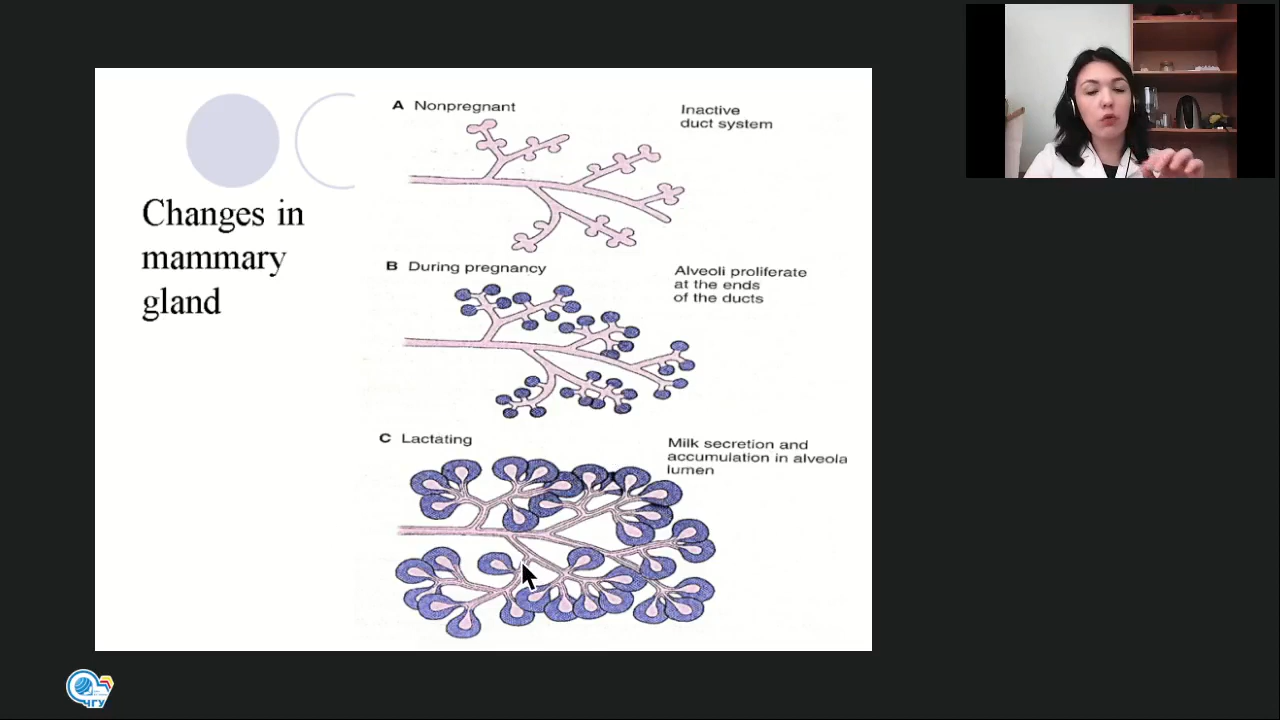 Changes in
mammary
gland
A Nonpregnant
Inactive
duct system
B During pregnancy
Alveoli proliferate
at the ends
of the ducts
C Lactating
Milk secretion and
accumulation in alveola
lumen
ЧГУ